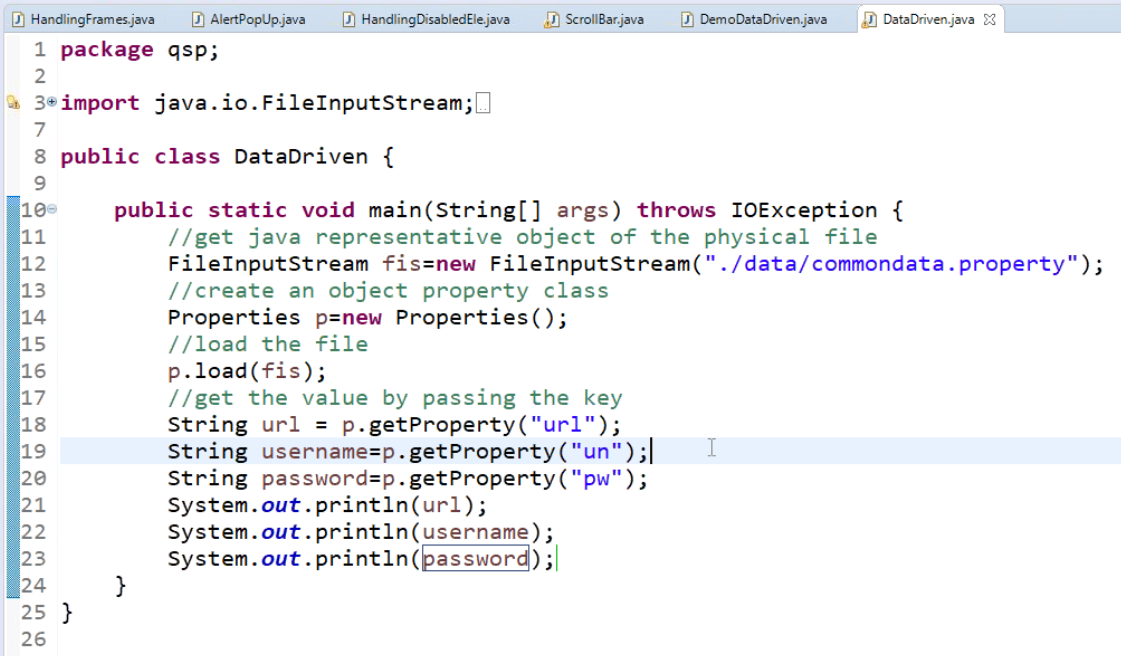 HandlingFrames.java AlertPopUp.java HandlingDisabledEle.java ScrollBar.java DemoDataDriven.java DataDriven.java
1 package qsp;
2
3 import java.io.FileInputStream;
7
8 public class DataDriven {
9
10 public static void main(String[] args) throws IOException {
11 //get java representative object of the physical file
12 FileInputStream fis=new FileInputStream("./data/commondata.property");
13 //create an object property class
14 Properties p=new Properties();
15 //load the file
16 p.load(fis);
17 //get the value by passing the key
18 String url = p.getProperty("url");
19 String username=p.getProperty("un");
20 String password=p.getProperty("pw");
21 System.out.println(url);
22 System.out.println(username);
23 System.out.println(password);
24 }
25 }
26